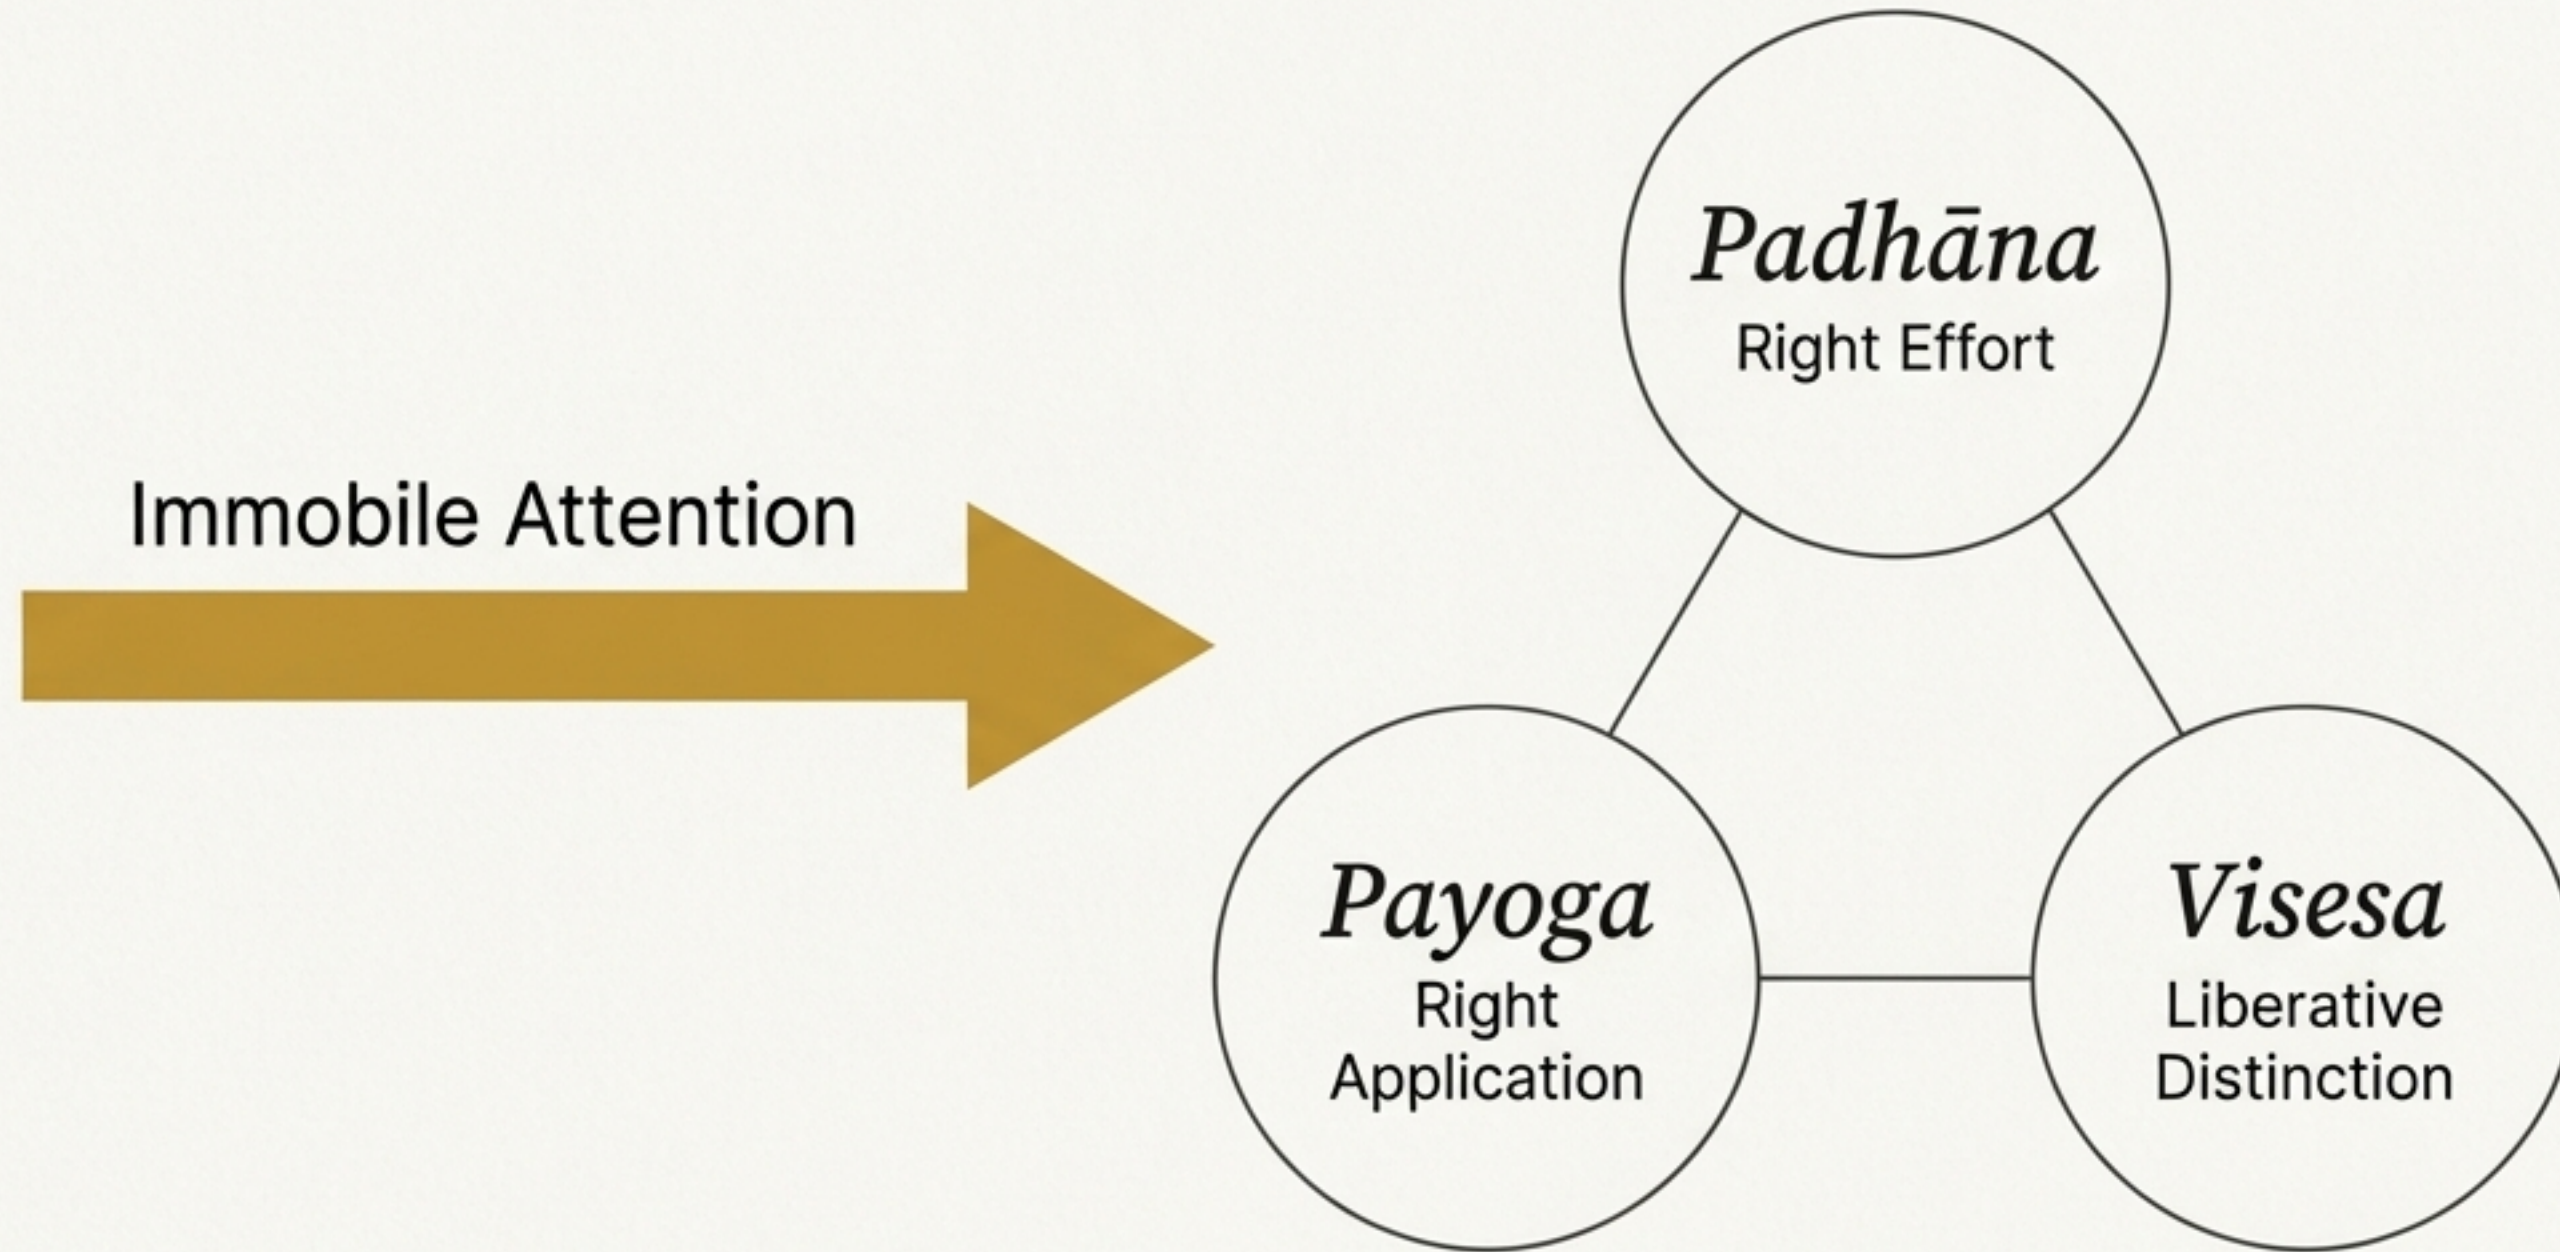 Immobile Attention
Padhāna
Right Effort
Payoga
Right
Application
Visesa
Liberative
Distinction